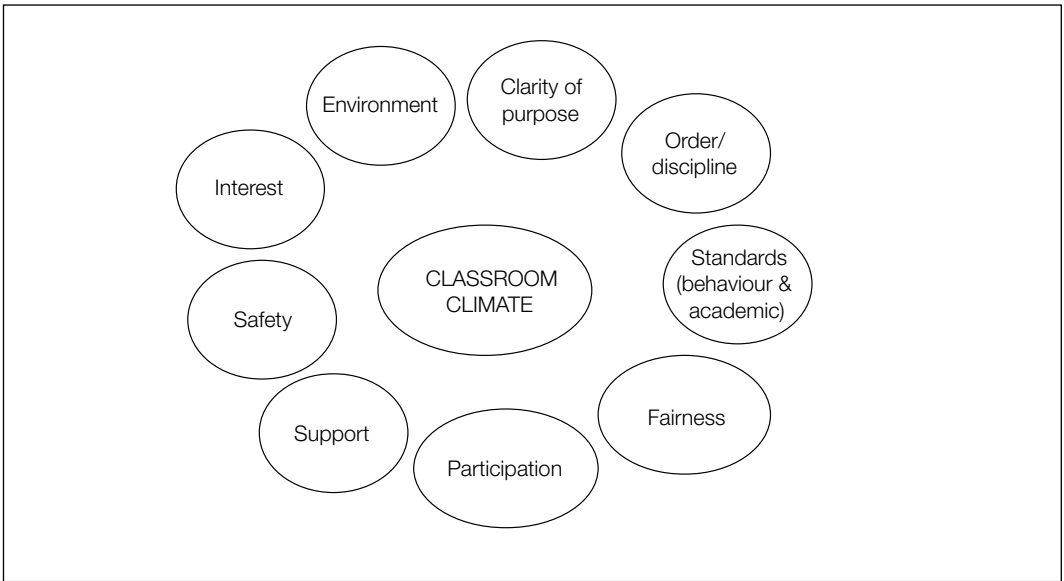 Environment
Clarity of
purpose
Order/
discipline
Interest
Standards
(behaviour &
academic)
CLASSROOM
CLIMATE
Safety
Fairness
Support
Participation